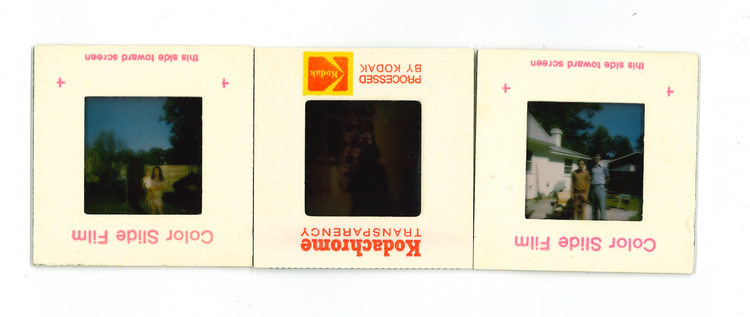 this side toward screen
Color Slide Film
Kodak
PROCESSED
BY KODAK
Kodachrome
TRANSPARENCY
this side toward screen
Color Slide Film